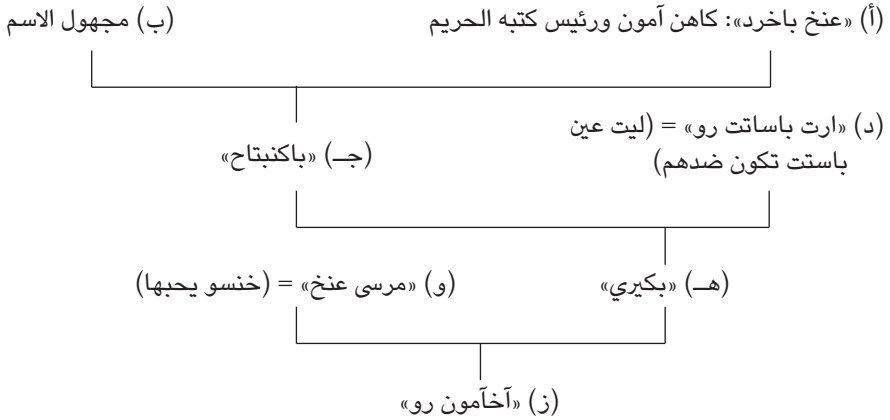 (أ) «عنخ باخرد»: كاهن آمون ورئيس كتبه الحريم
(ب) مجهول الاسم
(د) «ارت باساتت رو» = (ليت عين
باستت تكون ضدهم)
(جـ) «باكنبتاح»
(هـ) «بكيري»
(و) «مرسى عنخ» = (خنسو يحبها)
(ز) «آخآمون رو»